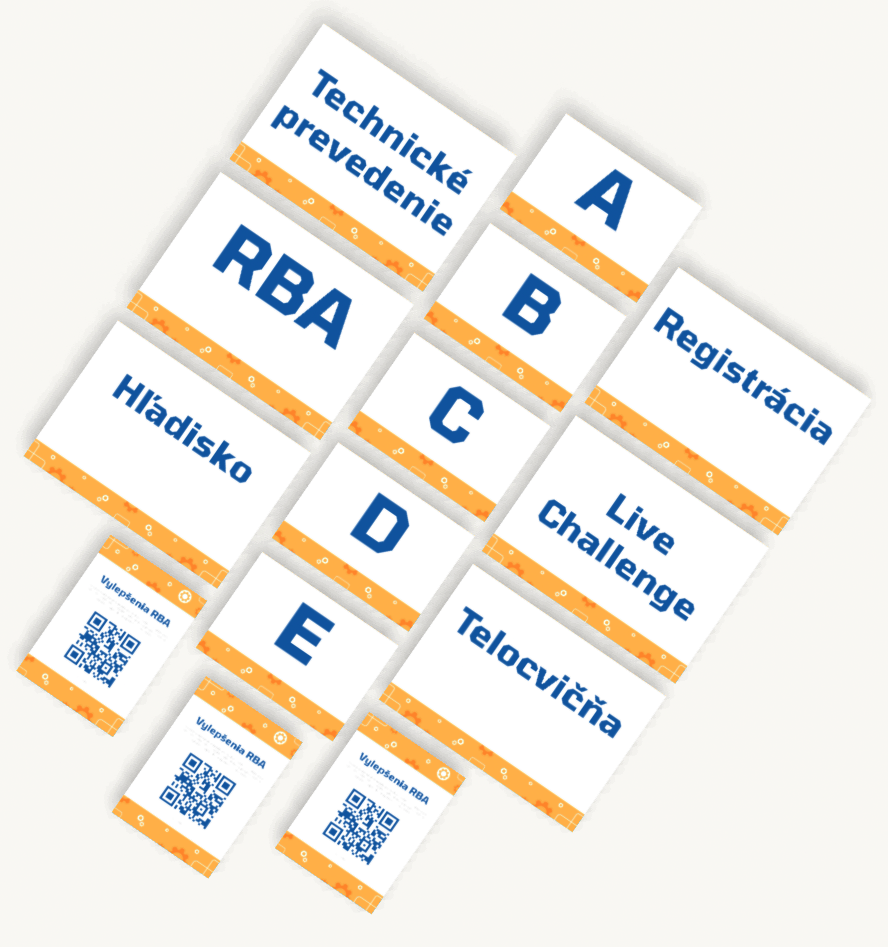 Technické
prevedenie
RBA
Hľadisko
A
B
C
D
E
Registrácia
Live
Challenge
Telocvičňa
Vylepšenia RBA
Vylepšenia RBA
Vylepšenia RBA